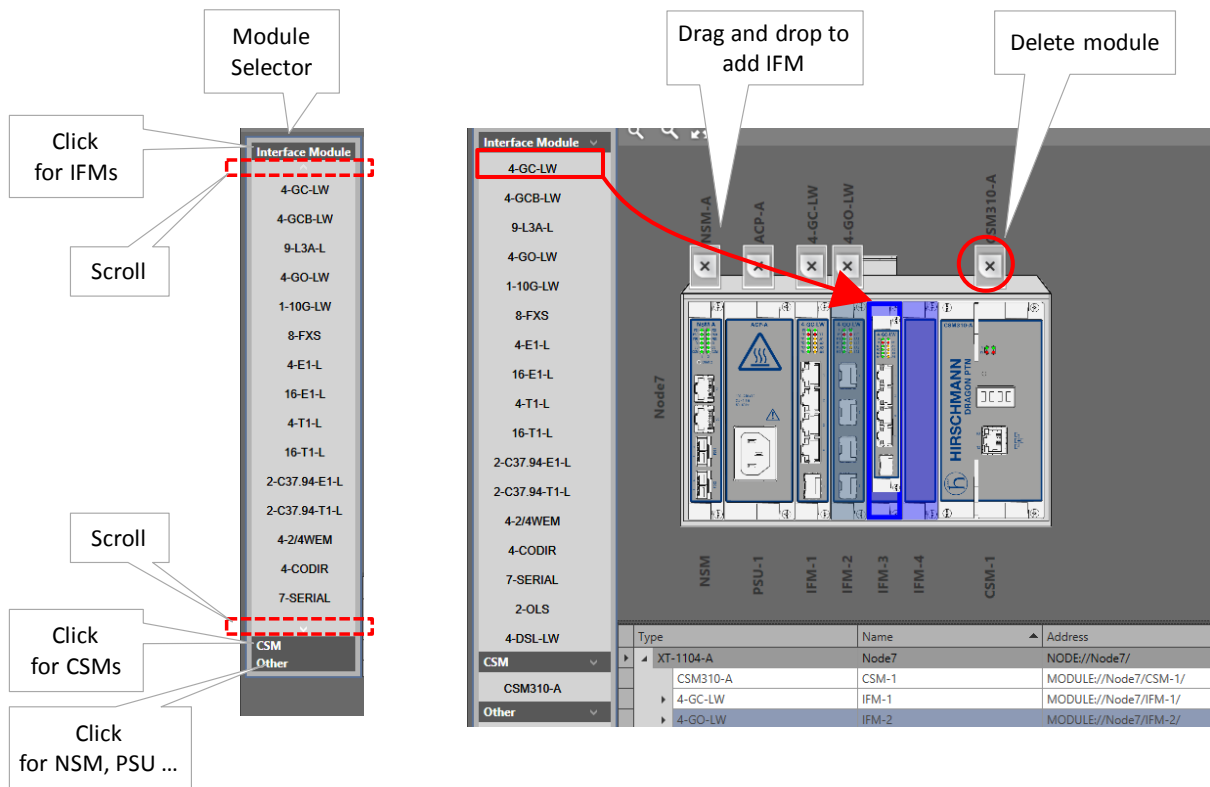 Module
Selector
Click
for IFMs
Scroll
Interface Module
4-GC-LW
4-GCB-LW
9-L3A-L
4-GO-LW
1-10G-LW
8-FXS
4-E1-L
16-E1-L
4-T1-L
16-T1-L
2-C37.94-E1-L
2-C37.94-T1-L
4-2/4WEM
4-CODIR
7-SERIAL
Scroll
CSM
Other
Click
for CSMs
Click
for NSM, PSU ...
Drag and drop to
add IFM
Delete module
Interface Module
4-GC-LW
4-GCB-LW
9-L3A-L
4-GO-LW
1-10G-LW
8-FXS
4-E1-L
16-E1-L
4-T1-L
16-T1-L
2-C37.94-E1-L
2-C37.94-T1-L
4-2/4WEM
4-CODIR
7-SERIAL
2-OLS
4-DSL-LW
CSM
CSM310-A
Other
NSM-A
ACP-A
4-GC-LW
4-GO-LW
CSM310-A
Node7
NSM-A
ACP-A
4-GO-LW
CSM310-A
HIRSCHMANN
DRAGON PTN
NSM
PSU-1
IFM-1
IFM-2
IFM-3
IFM-4
CSM-1
Type Name Address
XT-1104-A Node7 NODE://Node7/
CSM310-A CSM-1 MODULE://Node7/CSM-1/
4-GC-LW IFM-1 MODULE://Node7/IFM-1/
4-GO-LW IFM-2 MODULE://Node7/IFM-2/